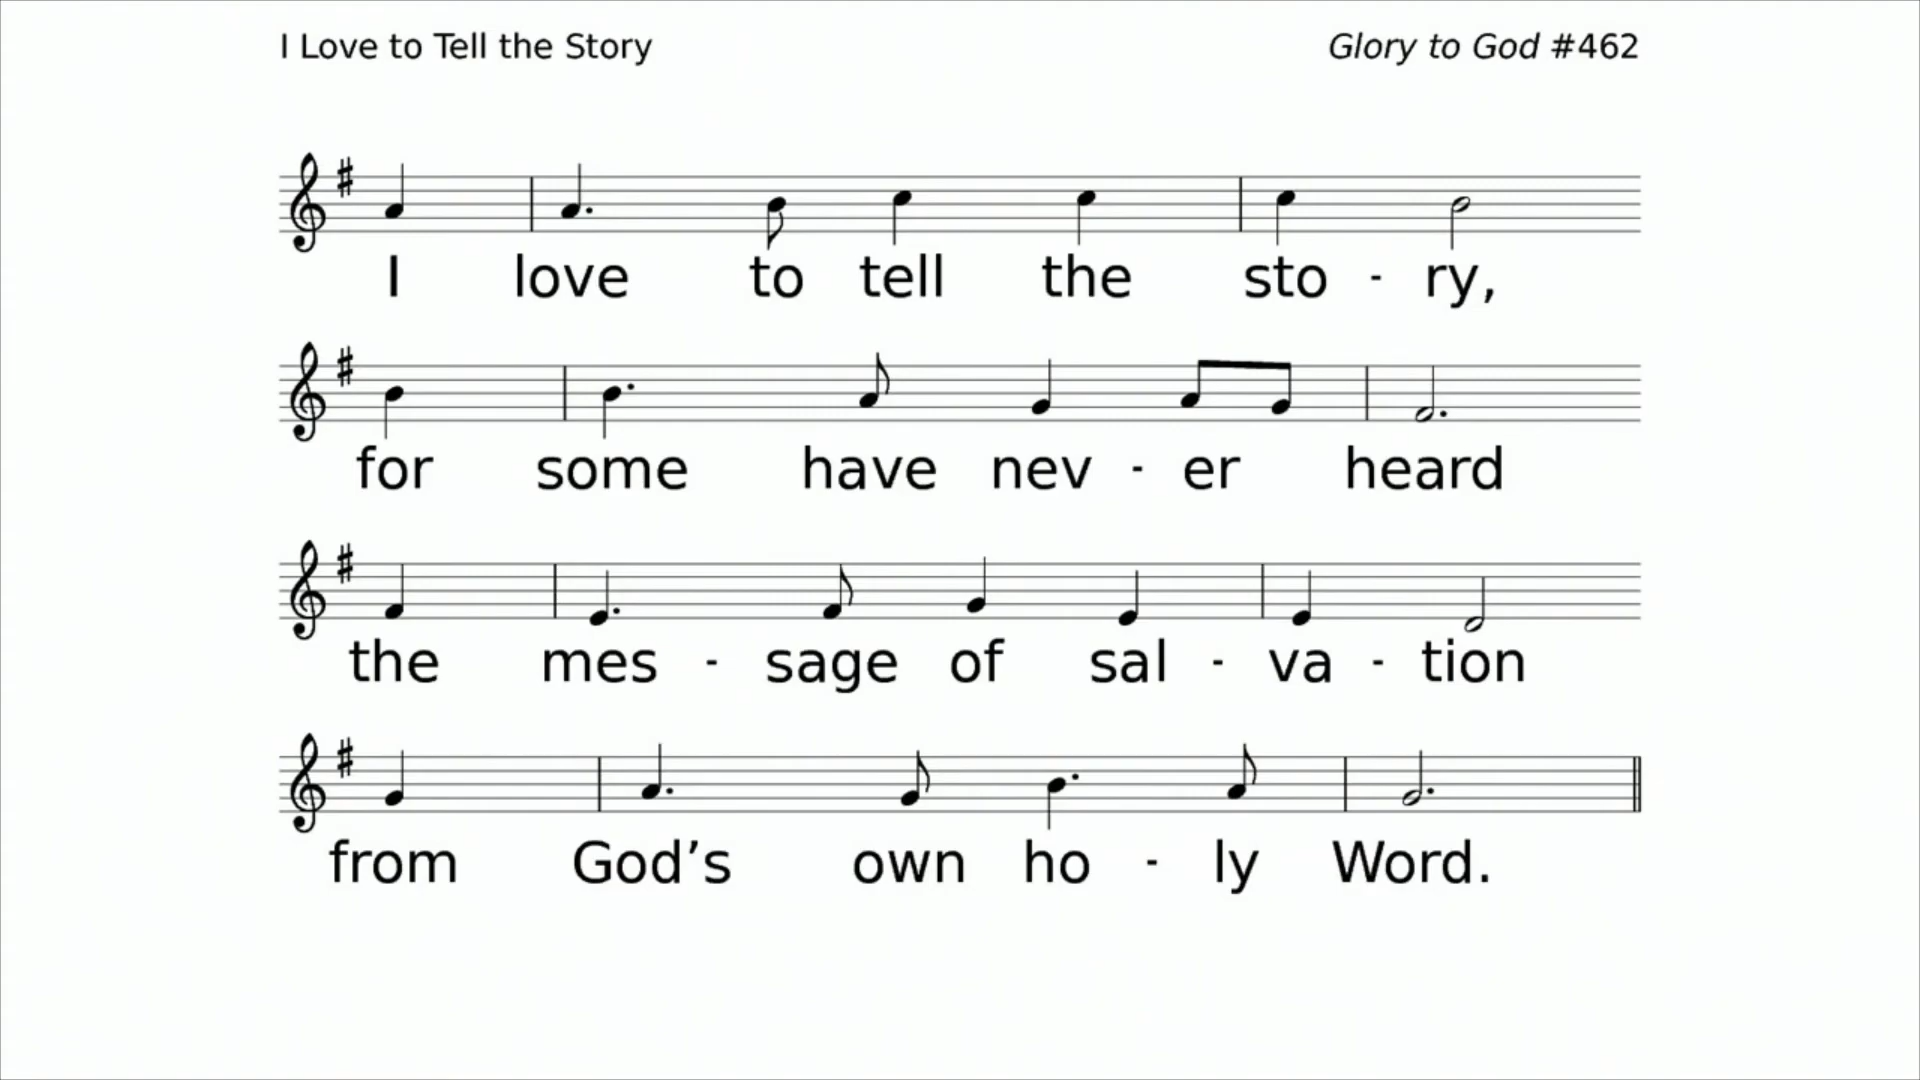 I Love to Tell the Story
Glory to God #462
I love to tell the sto - ry,
for some have nev - er heard
the mes - sage of sal - va - tion
from God’s own ho - ly Word.